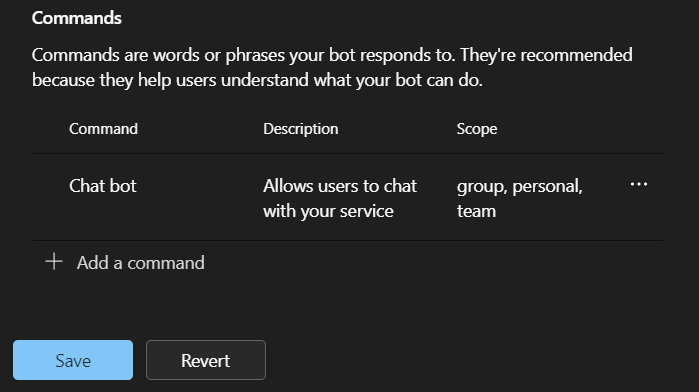 Commands
Commands are words or phrases your bot responds to. They're recommended
because they help users understand what your bot can do.
Command Description Scope
Chat bot Allows users to chat group, personal, ...
with your service team
+ Add a command
Save Revert